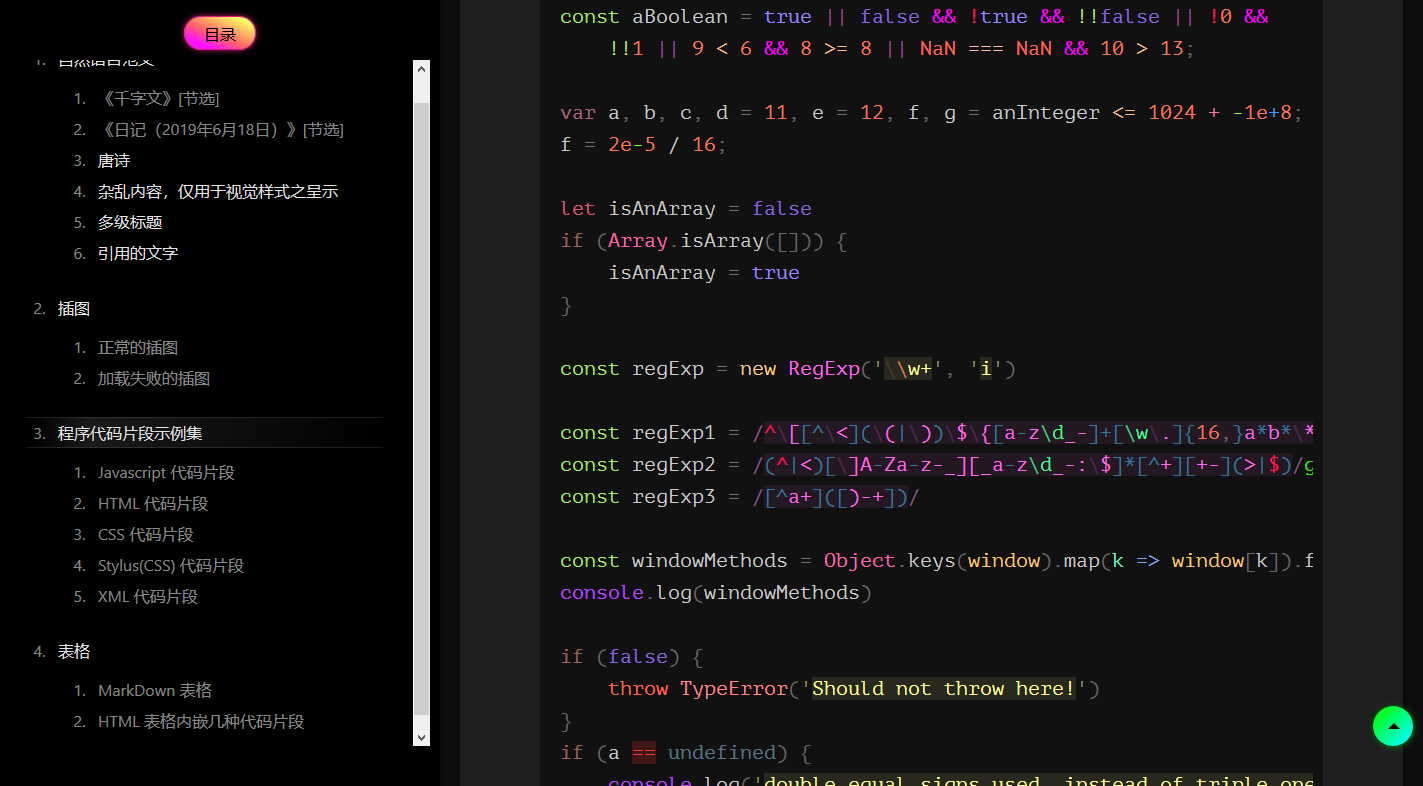 目录
1. 自然语言范文
1. 《千字文》[节选]
2. 《日记（2019年6月18日）》[节选]
3. 唐诗
4. 杂乱内容，仅用于视觉样式之呈示
5. 多级标题
6. 引用的文字
2. 插图
1. 正常的插图
2. 加载失败的插图
3. 程序代码片段示例集
1. Javascript 代码片段
2. HTML 代码片段
3. CSS 代码片段
4. Stylus(CSS) 代码片段
5. XML 代码片段
4. 表格
1. MarkDown 表格
2. HTML 表格内嵌几种代码片段
const aBoolean = true || false && !true && !!false || !0 &&
    !!1 || 9 < 6 && 8 >= 8 || NaN === NaN && 10 > 13;
var a, b, c, d = 11, e = 12, f, g = anInteger <= 1024 + -1e+8;
f = 2e-5 / 16;
let isAnArray = false
if (Array.isArray([])) {
    isAnArray = true
}
const regExp = new RegExp('\\w+', 'i')
const regExp1 = /^\[[^\<](\(|\))\$\{[a-z\d_-]+[\w\.]{16,}a*b*\*
const regExp2 = /(^|<)[\]A-Za-z-_][_a-z\d_-:\$]*[^+][+-](>|$)/g
const regExp3 = /[^a+]([)-+])/
const windowMethods = Object.keys(window).map(k => window[k]).f
console.log(windowMethods)
if (false) {
    throw TypeError('Should not throw here!')
}
if (a == undefined) {
    console.log('double equal signs used, instead of triple one